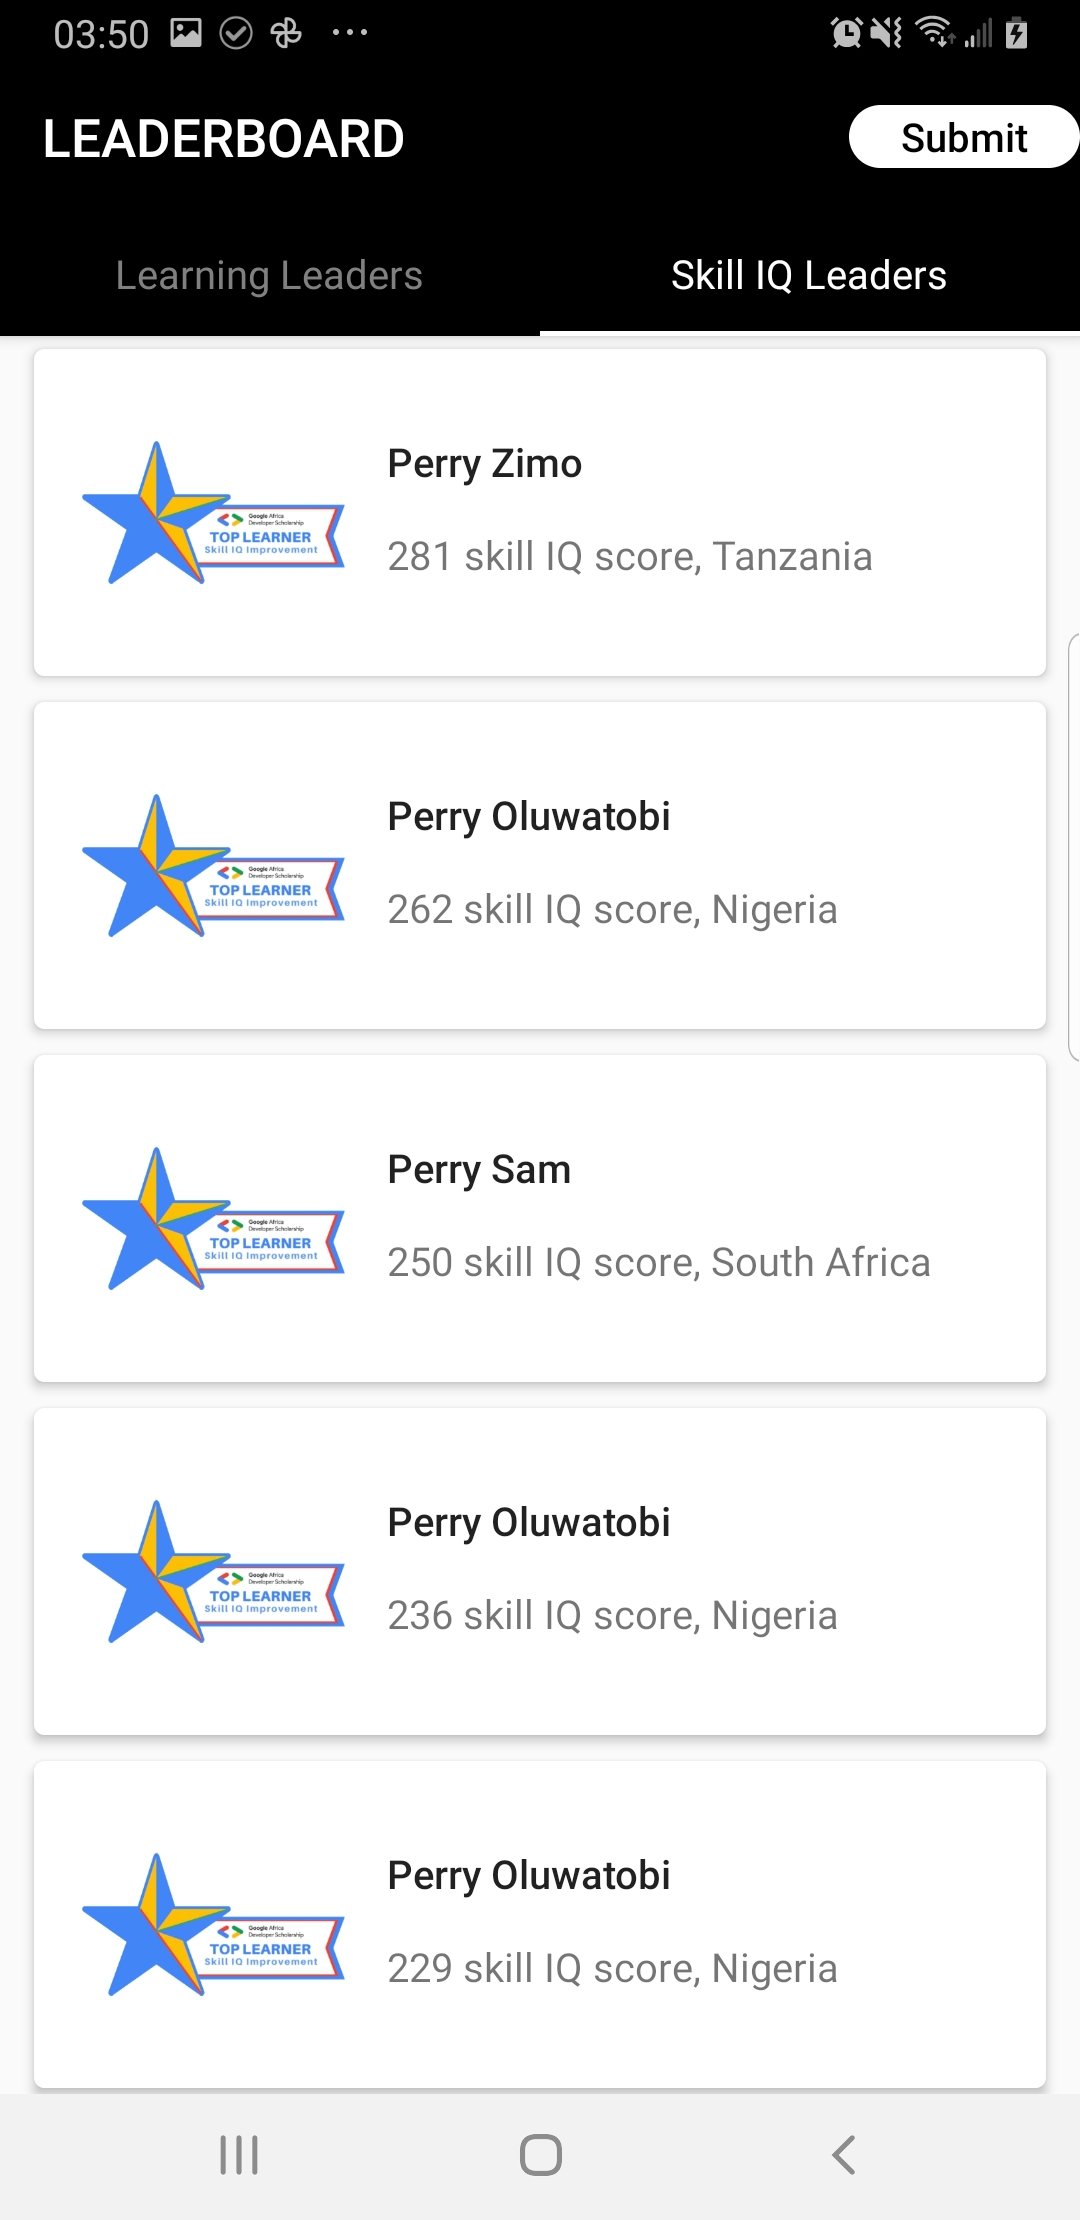 03:50
LEADERBOARD
Submit
Learning Leaders
Skill IQ Leaders
Google Africa
Developer Scholarship
TOP LEARNER
Skill IQ Improvement
Perry Zimo
281 skill IQ score, Tanzania
Google Africa
Developer Scholarship
TOP LEARNER
Skill IQ Improvement
Perry Oluwatobi
262 skill IQ score, Nigeria
Google Africa
Developer Scholarship
TOP LEARNER
Skill IQ Improvement
Perry Sam
250 skill IQ score, South Africa
Google Africa
Developer Scholarship
TOP LEARNER
Skill IQ Improvement
Perry Oluwatobi
236 skill IQ score, Nigeria
Google Africa
Developer Scholarship
TOP LEARNER
Skill IQ Improvement
Perry Oluwatobi
229 skill IQ score, Nigeria